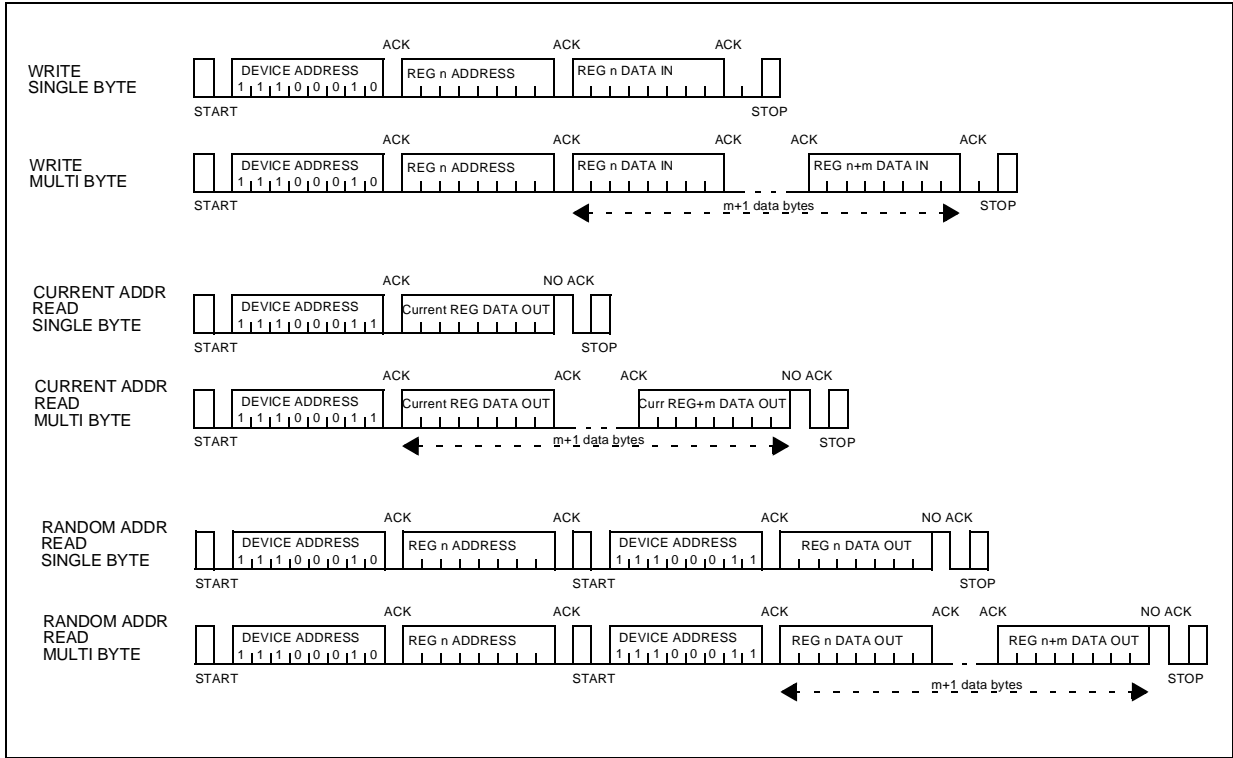 ACK ACK ACK
WRITE
SINGLE BYTE
DEVICE ADDRESS REG n ADDRESS REG n DATA IN
1 1 1 0 0 0 1 0
START STOP
ACK ACK ACK ACK ACK
WRITE
MULTI BYTE
DEVICE ADDRESS REG n ADDRESS REG n DATA IN REG n+m DATA IN
1 1 1 0 0 0 1 0
START m+1 data bytes STOP
ACK NO ACK
CURRENT ADDR
READ
SINGLE BYTE
DEVICE ADDRESS Current REG DATA OUT
1 1 1 0 0 0 1 1
START STOP
ACK ACK ACK NO ACK
CURRENT ADDR
READ
MULTI BYTE
DEVICE ADDRESS Current REG DATA OUT Curr REG+m DATA OUT
1 1 1 0 0 0 1 1
START m+1 data bytes STOP
ACK ACK ACK NO ACK
RANDOM ADDR
READ
SINGLE BYTE
DEVICE ADDRESS REG n ADDRESS DEVICE ADDRESS REG n DATA OUT
1 1 1 0 0 0 1 0 1 1 1 0 0 0 1 1
START START STOP
ACK ACK ACK ACK ACK NO ACK
RANDOM ADDR
READ
MULTI BYTE
DEVICE ADDRESS REG n ADDRESS DEVICE ADDRESS REG n DATA OUT REG n+m DATA OUT
1 1 1 0 0 0 1 0 1 1 1 0 0 0 1 1
START START m+1 data bytes STOP